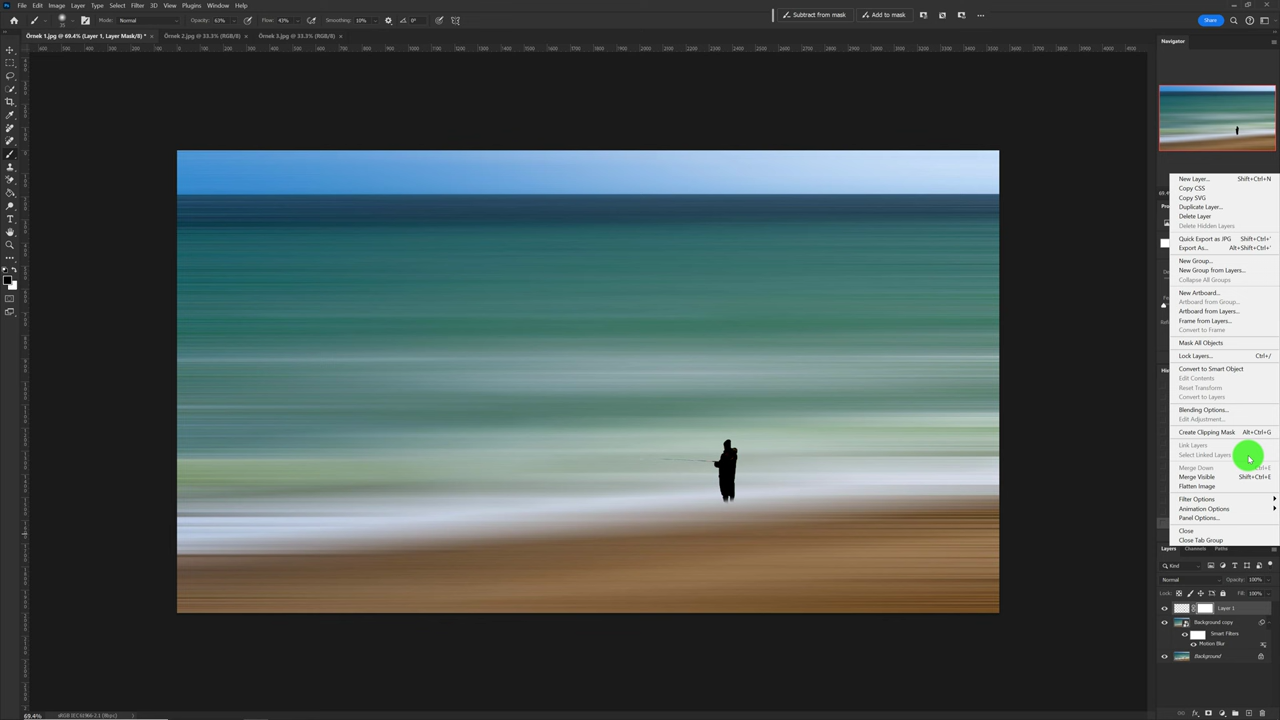 File Edit Image Layer Type Select Filter 3D View Plugins Window Help
Mode: Normal Opacity: 63% Flow: 43% Smoothing: 10% 0° Subtract from mask Add to mask Share
35
Örnek 1.jpg @ 69.4% (Layer 1, Layer Mask/8) * × Örnek 2.jpg @ 33.3% (RGB/8) × Örnek 3.jpg @ 33.3% (RGB/8) ×
Navigator
New Layer... Shift+Ctrl+N
Copy CSS
Copy SVG
Duplicate Layer...
Delete Layer
Delete Hidden Layers
Quick Export as JPG Shift+Ctrl+'
Export As... Alt+Shift+Ctrl+'
New Group...
New Group from Layers...
Collapse All Groups
New Artboard...
Artboard from Group...
Artboard from Layers...
Frame from Layers...
Convert to Frame
Mask All Objects
Lock Layers... Ctrl+/
Convert to Smart Object
Edit Contents
Reset Transform
Convert to Layers
Blending Options...
Edit Adjustment...
Create Clipping Mask Alt+Ctrl+G
Link Layers
Select Linked Layers
Merge Down Ctrl+E
Merge Visible Shift+Ctrl+E
Flatten Image
Filter Options
Animation Options
Panel Options...
Close
Close Tab Group
Layers Channels Paths
Kind
Normal Opacity: 100%
Lock: Fill: 100%
Layer 1
Background copy
Smart Filters
Motion Blur
Background
69.4% sRGB IEC61966-2.1 (8bpc)